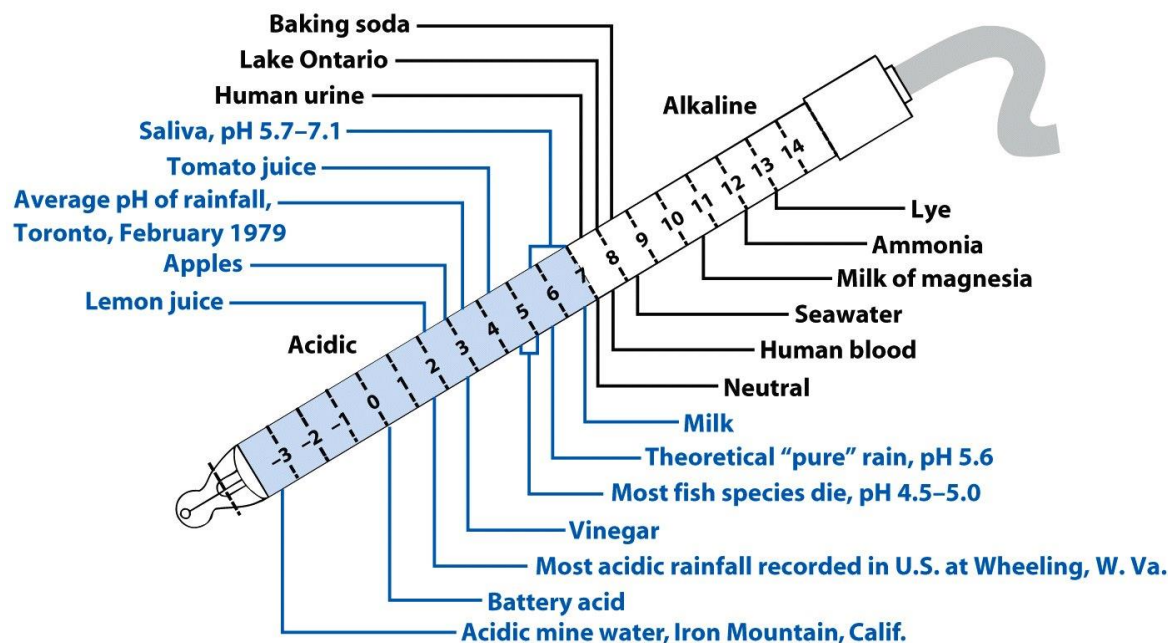 Baking soda
Lake Ontario
Human urine
Saliva, pH 5.7–7.1
Tomato juice
Average pH of rainfall,
Toronto, February 1979
Apples
Lemon juice
Acidic
Alkaline
–3
–2
–1
0
1
2
3
4
5
6
7
8
9
10
11
12
13
14
Lye
Ammonia
Milk of magnesia
Seawater
Human blood
Neutral
Milk
Theoretical “pure” rain, pH 5.6
Most fish species die, pH 4.5–5.0
Vinegar
Most acidic rainfall recorded in U.S. at Wheeling, W. Va.
Battery acid
Acidic mine water, Iron Mountain, Calif.